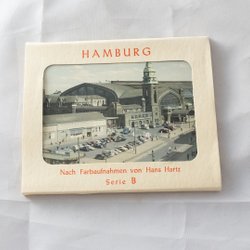 HAMBURG
Nach Farbaufnahmen von Hans Hartz
Serie B